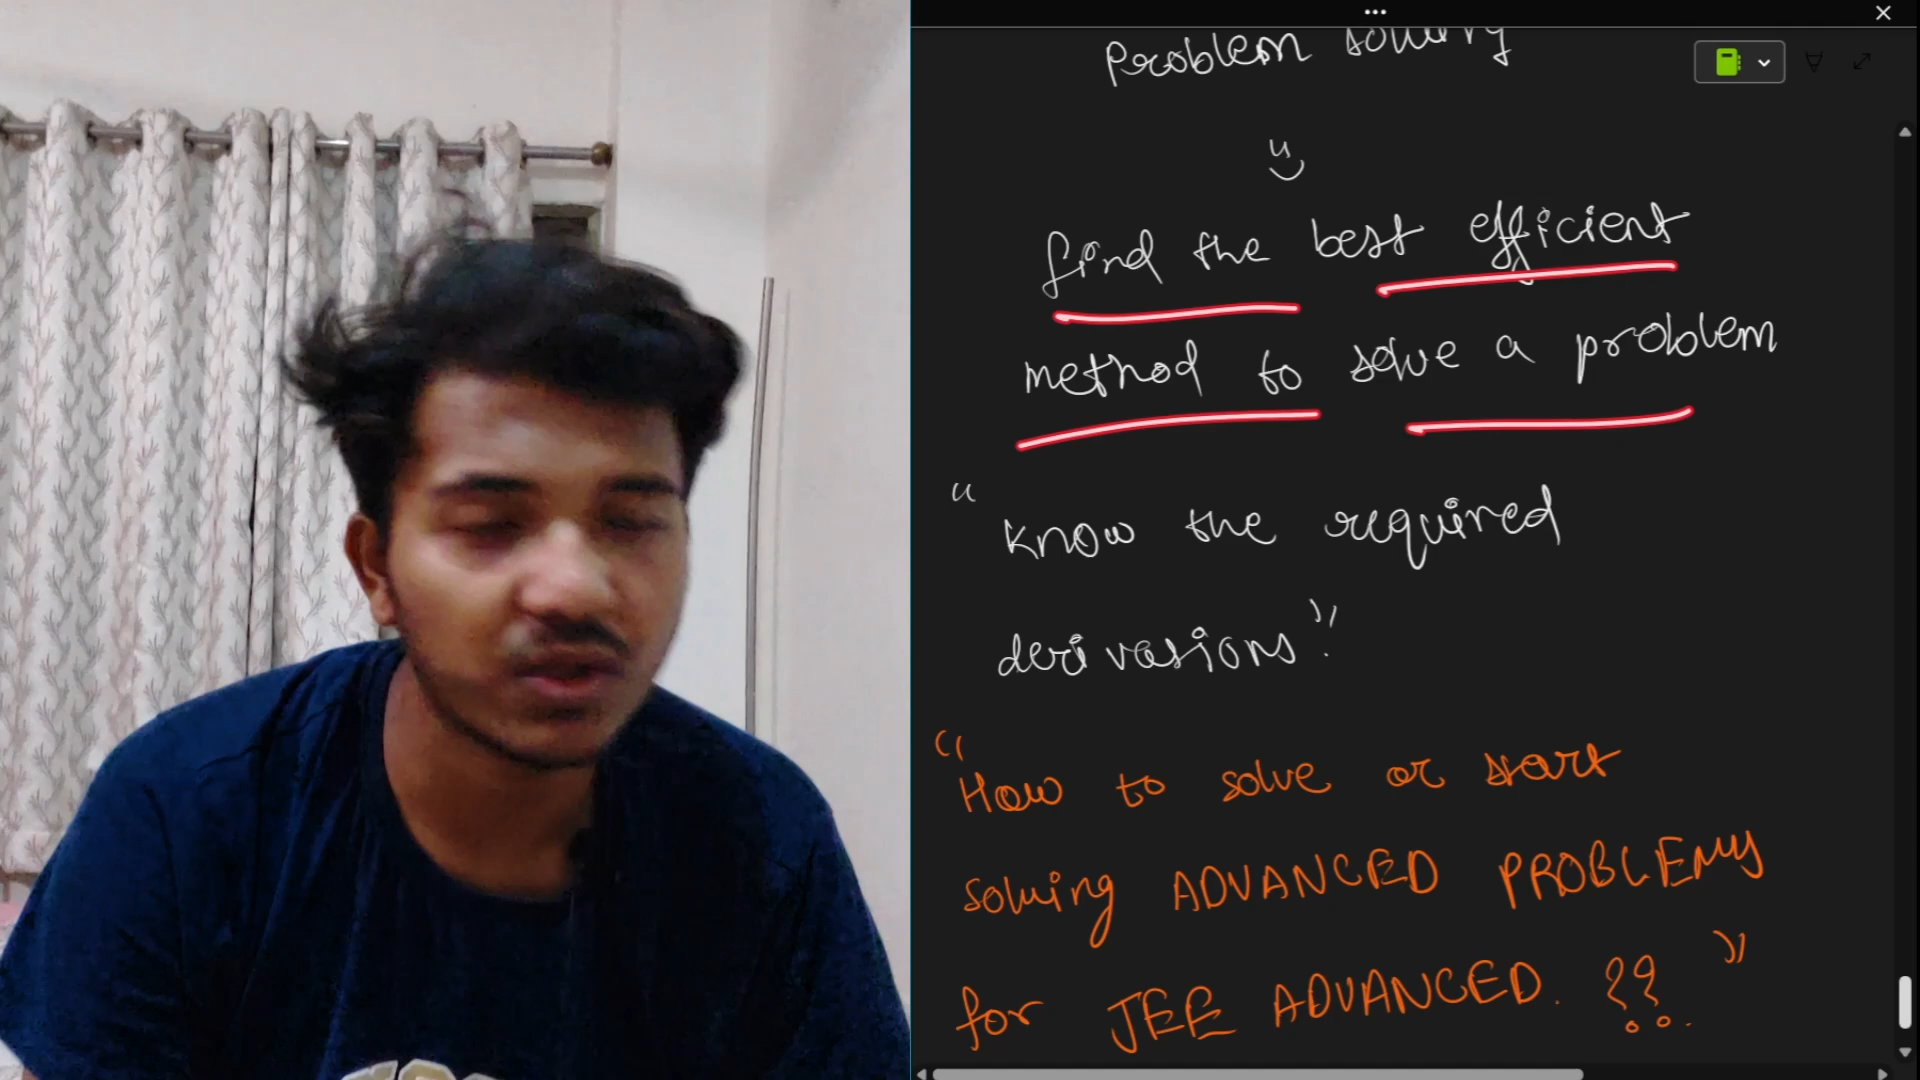 Problem solving
"
find the best efficient
method to solve a problem
" Know the required
derivations".
"How to solve or start
solving ADVANCED PROBLEMS
for JEE ADVANCED. ?? "